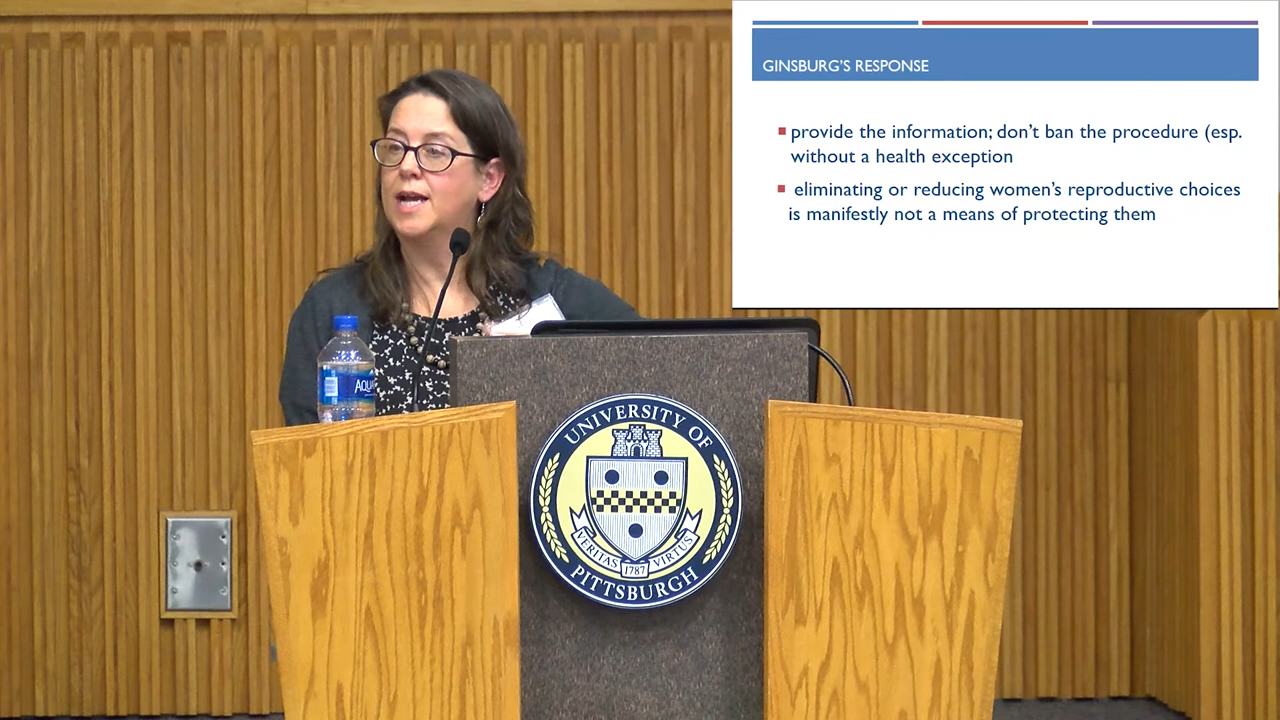 GINSBURG'S RESPONSE
provide the information; don't ban the procedure (esp.
without a health exception
eliminating or reducing women's reproductive choices
is manifestly not a means of protecting them
AQUA
UNIVERSITY OF
VERITAS VIRTUS
1787
PITTSBURGH